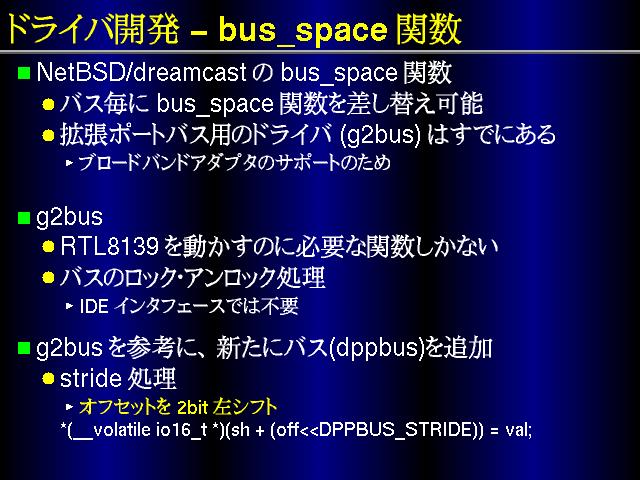 ドライバ開発 – bus_space 関数
NetBSD/dreamcast の bus_space 関数
バス毎に bus_space 関数を差し替え可能
拡張ポートバス用のドライバ (g2bus) はすでにある
ブロードバンドアダプタのサポートのため
g2bus
RTL8139 を動かすのに必要な関数しかない
バスのロック・アンロック処理
IDE インタフェースでは不要
g2bus を参考に、新たにバス(dppbus)を追加
stride 処理
オフセットを 2bit 左シフト
*(__volatile io16_t *)(sh + (off<<DPPBUS_STRIDE)) = val;